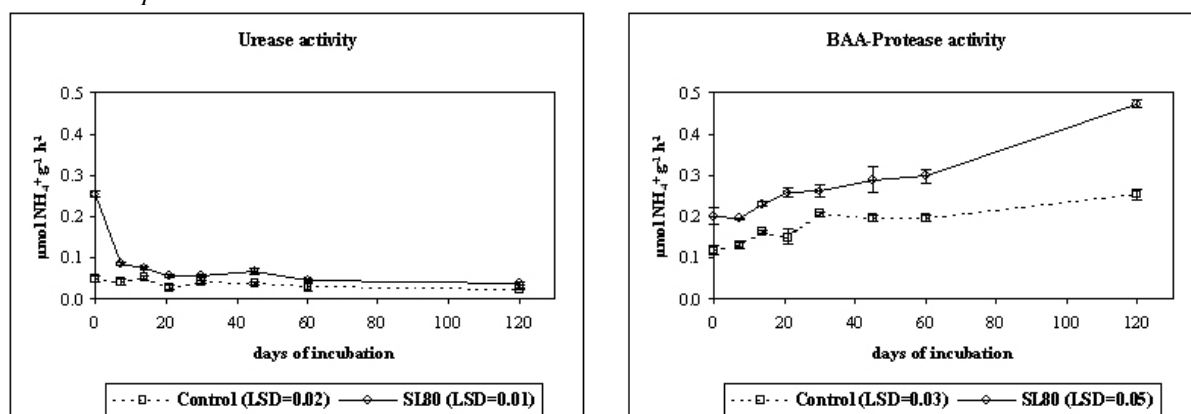 Urease activity
0.5
0.4
0.3
0.2
0.1
0.0
µmol NH₄⁺ g⁻¹ h¹
0 20 40 60 80 100 120
days of incubation
Control (LSD=0.02) SL80 (LSD=0.01)
BAA-Protease activity
0.5
0.4
0.3
0.2
0.1
0.0
µmol NH₄⁺ g⁻¹ h¹
0 20 40 60 80 100 120
days of incubation
Control (LSD=0.03) SL80 (LSD=0.05)